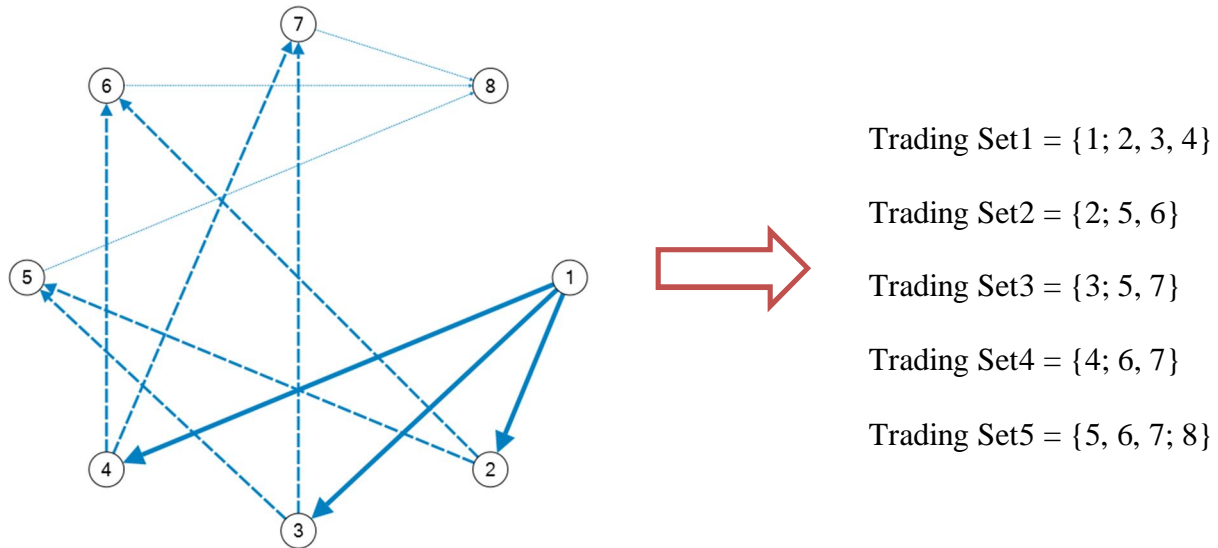 7
6
8
5
1
4
2
3
Trading Set1 = {1; 2, 3, 4}
Trading Set2 = {2; 5, 6}
Trading Set3 = {3; 5, 7}
Trading Set4 = {4; 6, 7}
Trading Set5 = {5, 6, 7; 8}